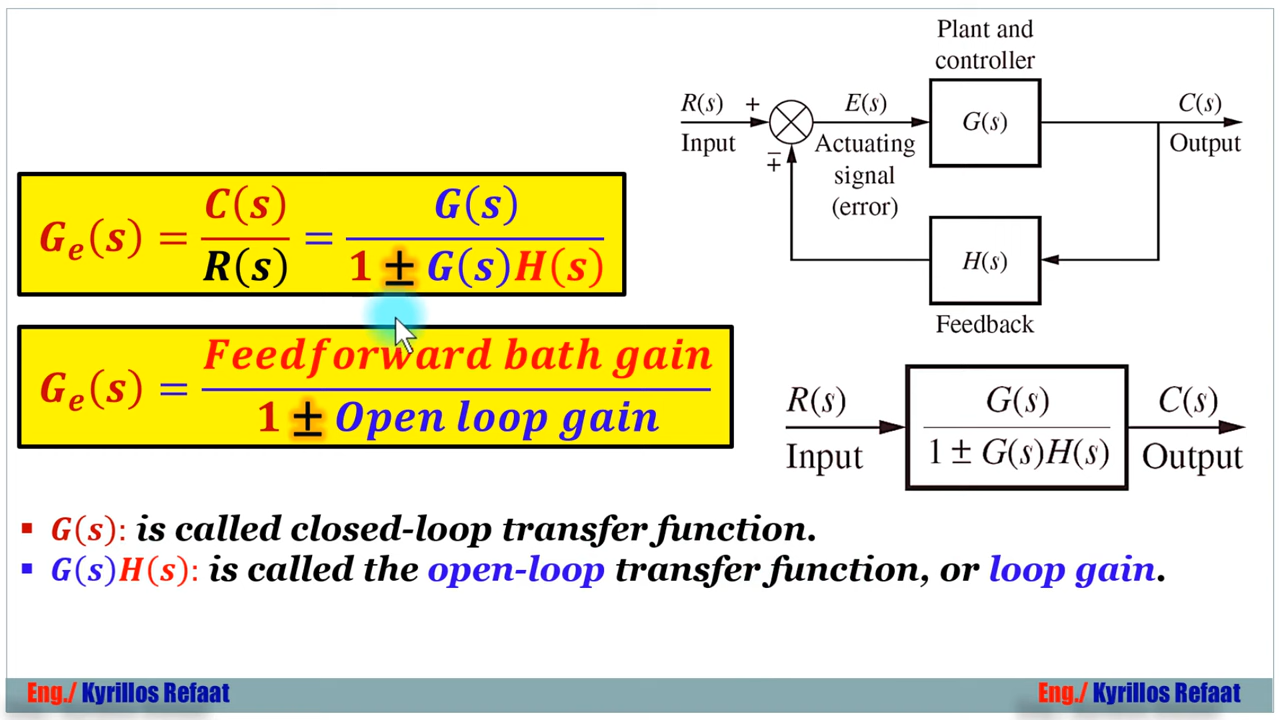 Plant and
controller
R(s) + E(s) G(s) C(s)
Input Actuating Output
∓ signal
(error)
H(s)
Feedback
Gₑ(s) = C(s)/R(s) = G(s)/(1 ± G(s)H(s))
Gₑ(s) = Feedforward bath gain/(1 ± Open loop gain)
R(s) G(s)/(1 ± G(s)H(s)) C(s)
Input Output
▪ G(s): is called closed-loop transfer function.
▪ G(s)H(s): is called the open-loop transfer function, or loop gain.
Eng./ Kyrillos Refaat Eng./ Kyrillos Refaat